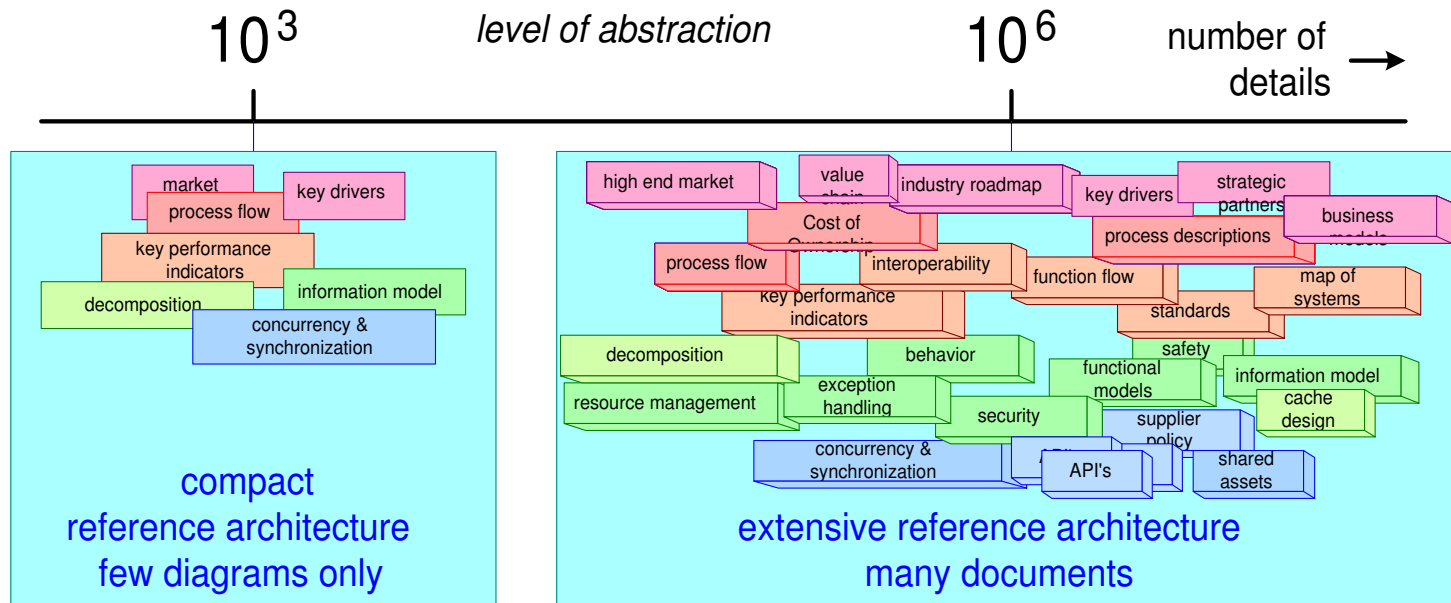 10³
level of abstraction
10⁶
number of
details
market
key drivers
process flow
key performance
indicators
information model
decomposition
concurrency &
synchronization
compact
reference architecture
few diagrams only
high end market
value
chain
industry roadmap
key drivers
strategic
partners
business
models
Cost of
Ownership
process descriptions
process flow
interoperability
function flow
map of
systems
key performance
indicators
standards
decomposition
behavior
safety
functional
models
information model
resource management
exception
handling
security
cache
design
supplier
policy
concurrency &
synchronization
API's
API's
shared
assets
extensive reference architecture
many documents